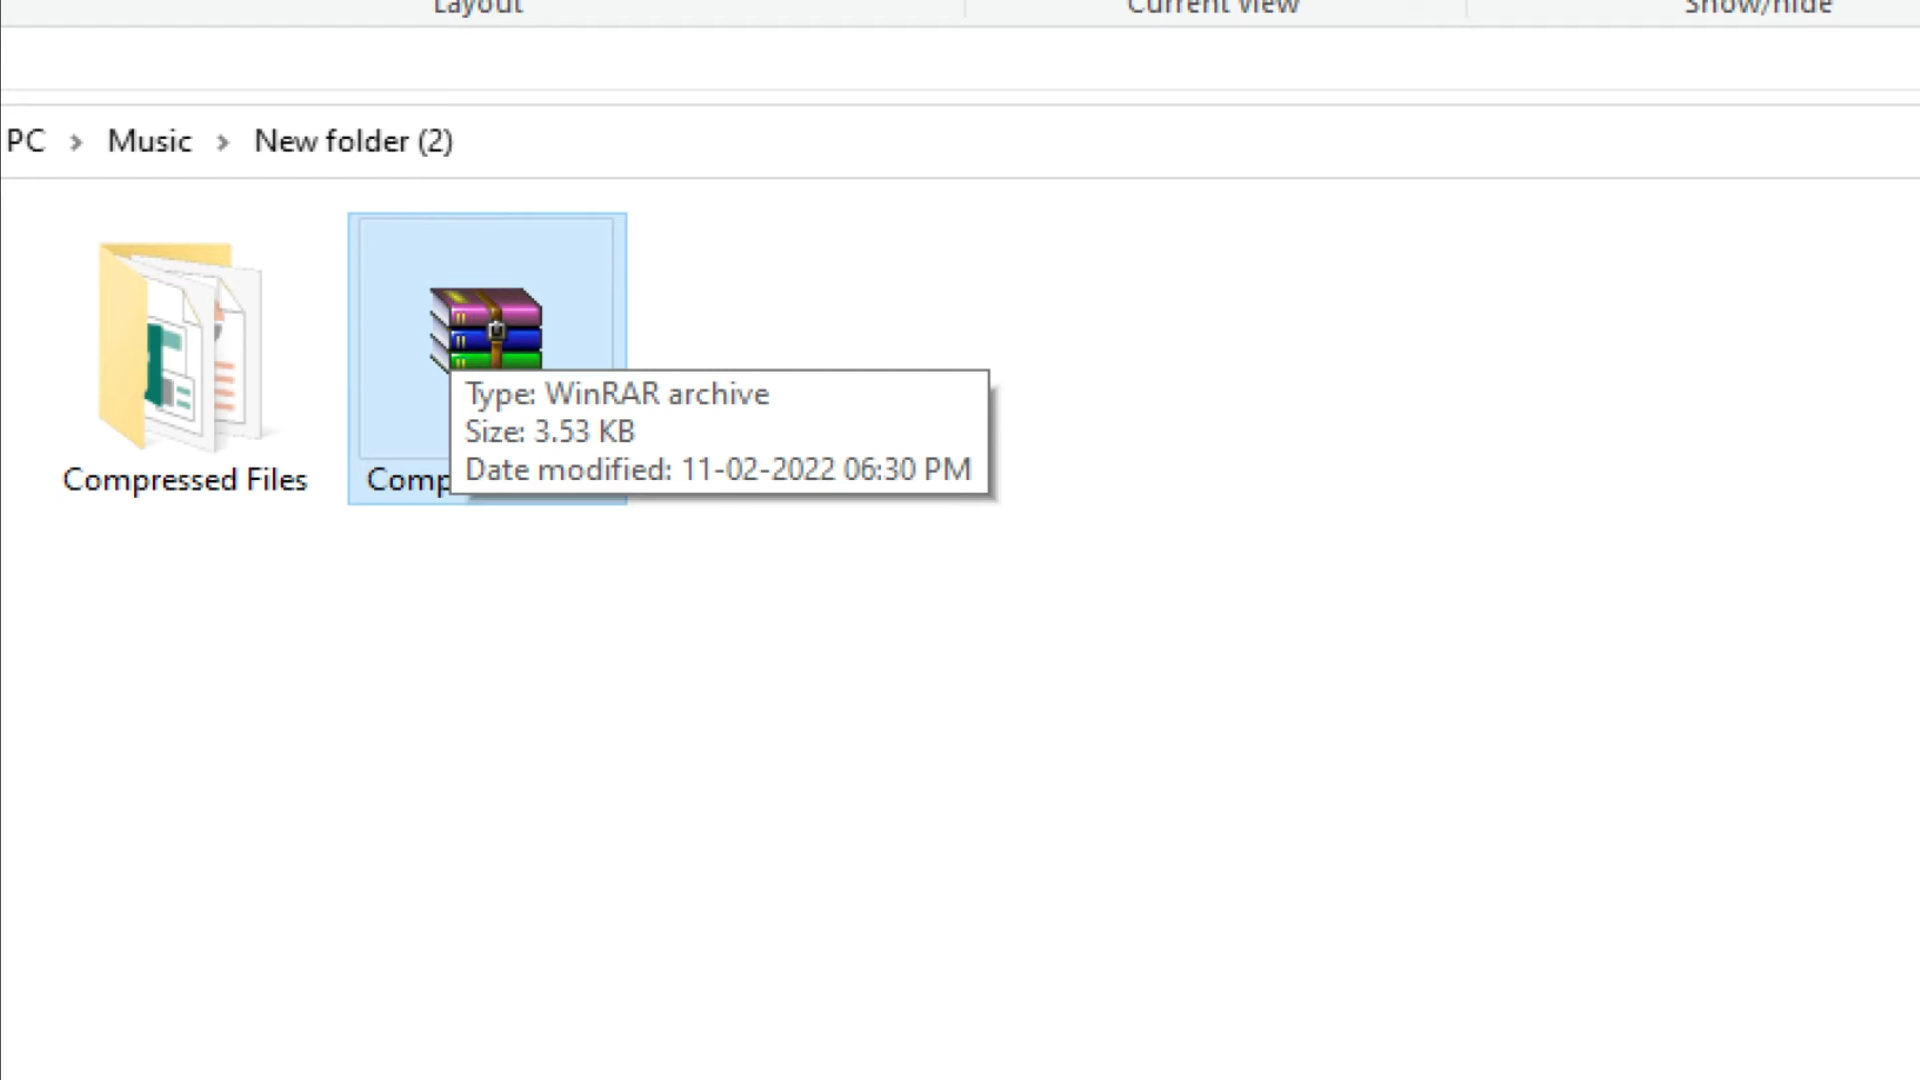 Layout
Current view
Show/hide
PC > Music > New folder (2)
Compressed Files
Comp
Type: WinRAR archive
Size: 3.53 KB
Date modified: 11-02-2022 06:30 PM